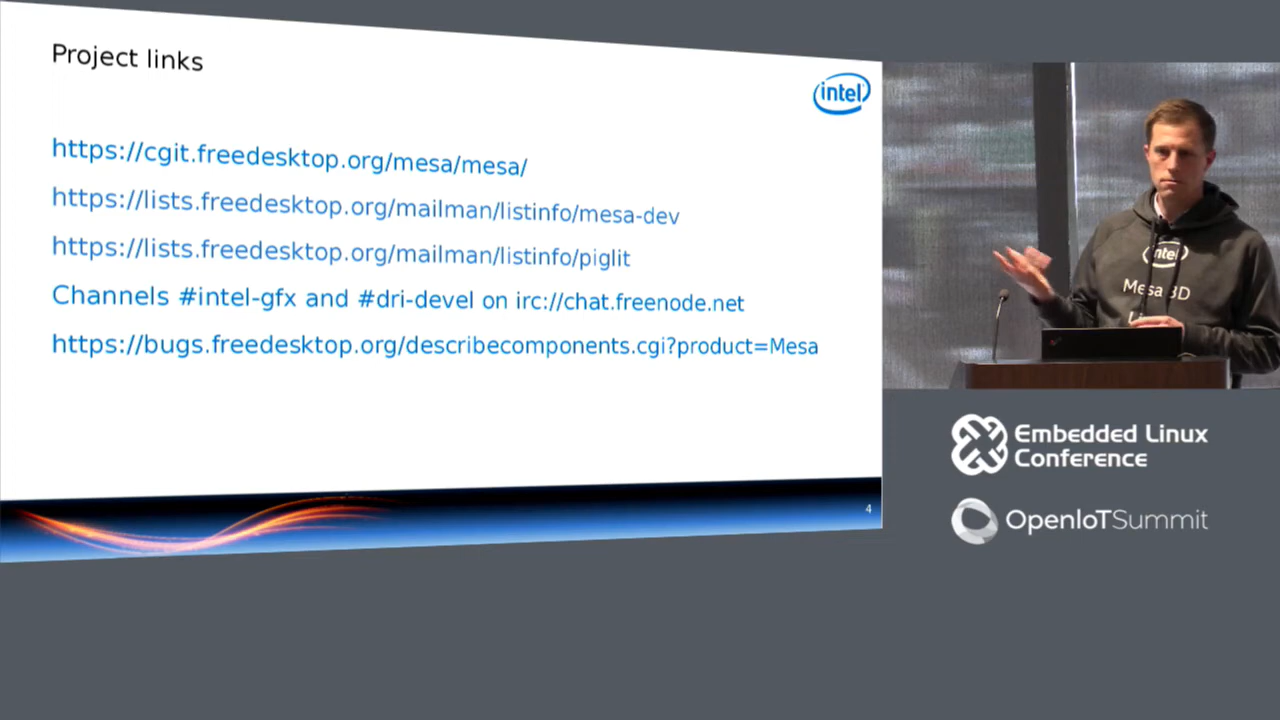 Project links
intel
https://cgit.freedesktop.org/mesa/mesa/
https://lists.freedesktop.org/mailman/listinfo/mesa-dev
https://lists.freedesktop.org/mailman/listinfo/piglit
Channels #intel-gfx and #dri-devel on irc://chat.freenode.net
https://bugs.freedesktop.org/describecomponents.cgi?product=Mesa
4
intel
Mesa 3D
Embedded Linux
Conference
OpenIoTSummit